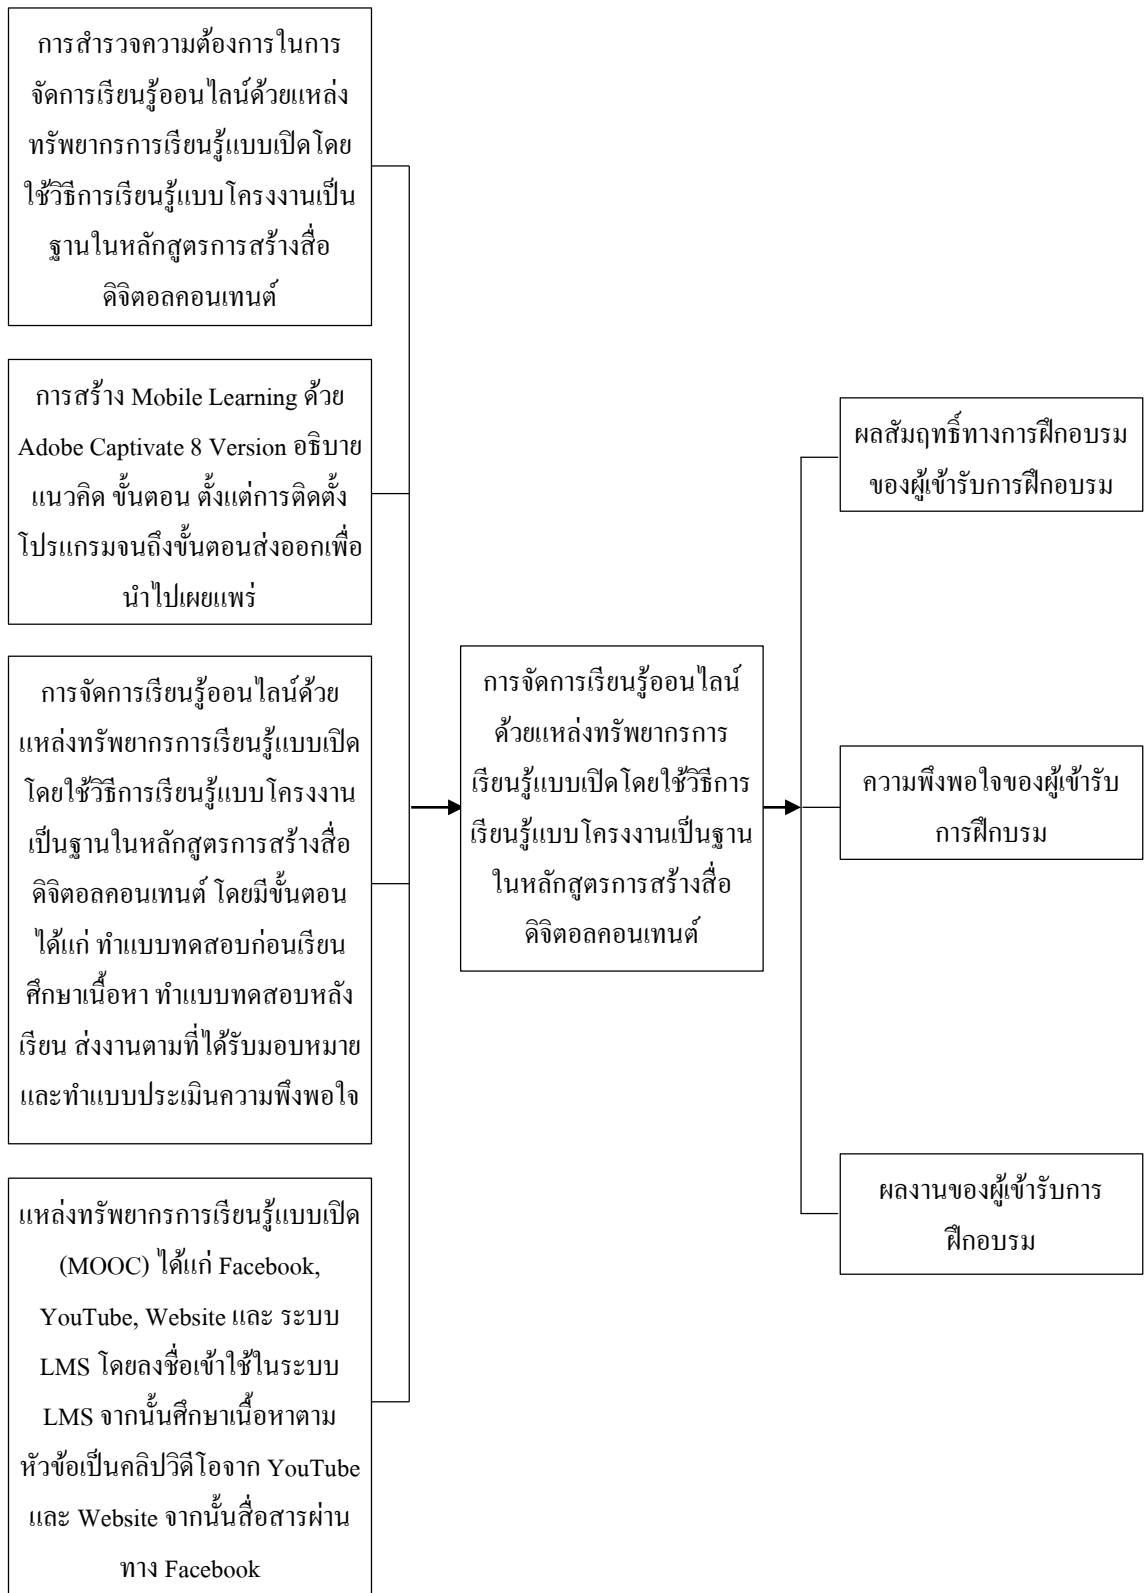 การสำรวจความต้องการในการ
จัดการเรียนรู้ออนไลน์ด้วยแหล่ง
ทรัพยากรการเรียนรู้แบบเปิดโดย
ใช้วิธีการเรียนรู้แบบโครงงานเป็น
ฐานในหลักสูตรการสร้างสื่อ
ดิจิตอลคอนเทนต์
การสร้าง Mobile Learning ด้วย
Adobe Captivate 8 Version อธิบาย
แนวคิด ขั้นตอน ตั้งแต่การติดตั้ง
โปรแกรมจนถึงขั้นตอนส่งออกเพื่อ
นำไปเผยแพร่
การจัดการเรียนรู้ออนไลน์ด้วย
แหล่งทรัพยากรการเรียนรู้แบบเปิด
โดยใช้วิธีการเรียนรู้แบบโครงงาน
เป็นฐานในหลักสูตรการสร้างสื่อ
ดิจิตอลคอนเทนต์ โดยมีขั้นตอน
ได้แก่ ทำแบบทดสอบก่อนเรียน
ศึกษาเนื้อหา ทำแบบทดสอบหลัง
เรียน ส่งงานตามที่ได้รับมอบหมาย
และทำแบบประเมินความพึงพอใจ
แหล่งทรัพยากรการเรียนรู้แบบเปิด
(MOOC) ได้แก่ Facebook,
YouTube, Website และ ระบบ
LMS โดยลงชื่อเข้าใช้ในระบบ
LMS จากนั้นศึกษาเนื้อหาตาม
หัวข้อเป็นคลิปวิดีโอจาก YouTube
และ Website จากนั้นสื่อสารผ่าน
ทาง Facebook
การจัดการเรียนรู้ออนไลน์
ด้วยแหล่งทรัพยากรการ
เรียนรู้แบบเปิดโดยใช้วิธีการ
เรียนรู้แบบโครงงานเป็นฐาน
ในหลักสูตรการสร้างสื่อ
ดิจิตอลคอนเทนต์
ผลสัมฤทธิ์ทางการฝึกอบรม
ของผู้เข้ารับการฝึกอบรม
ความพึงพอใจของผู้เข้ารับ
การฝึกบรม
ผลงานของผู้เข้ารับการ
ฝึกอบรม